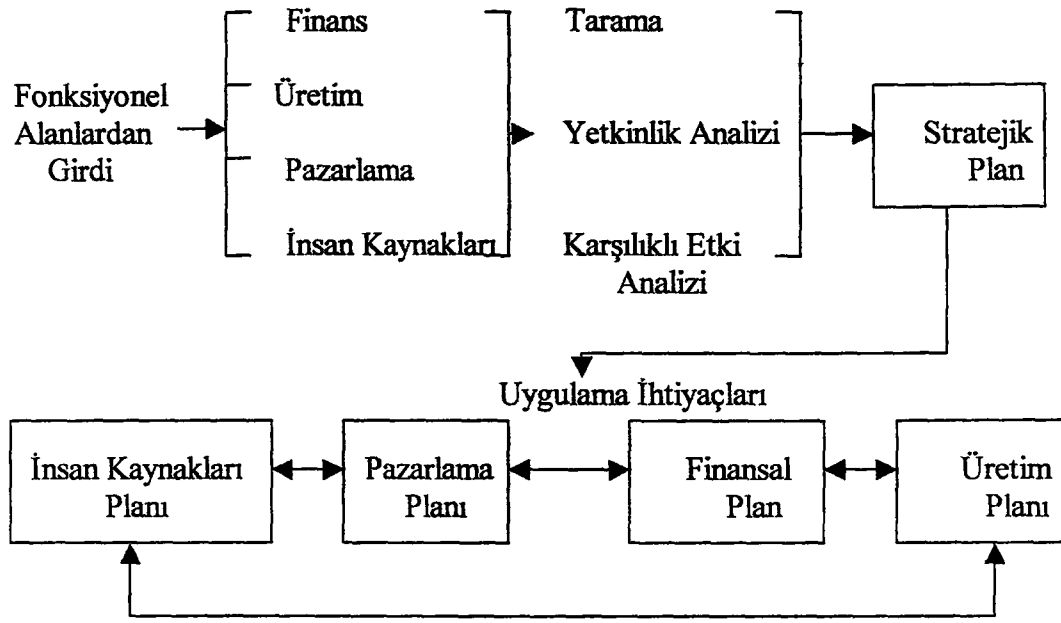 Fonksiyonel
Alanlardan
Girdi
Finans
Üretim
Pazarlama
İnsan Kaynakları
Tarama
Yetkinlik Analizi
Karşılıklı Etki
Analizi
Stratejik
Plan
Uygulama İhtiyaçları
İnsan Kaynakları
Planı
Pazarlama
Planı
Finansal
Plan
Üretim
Planı